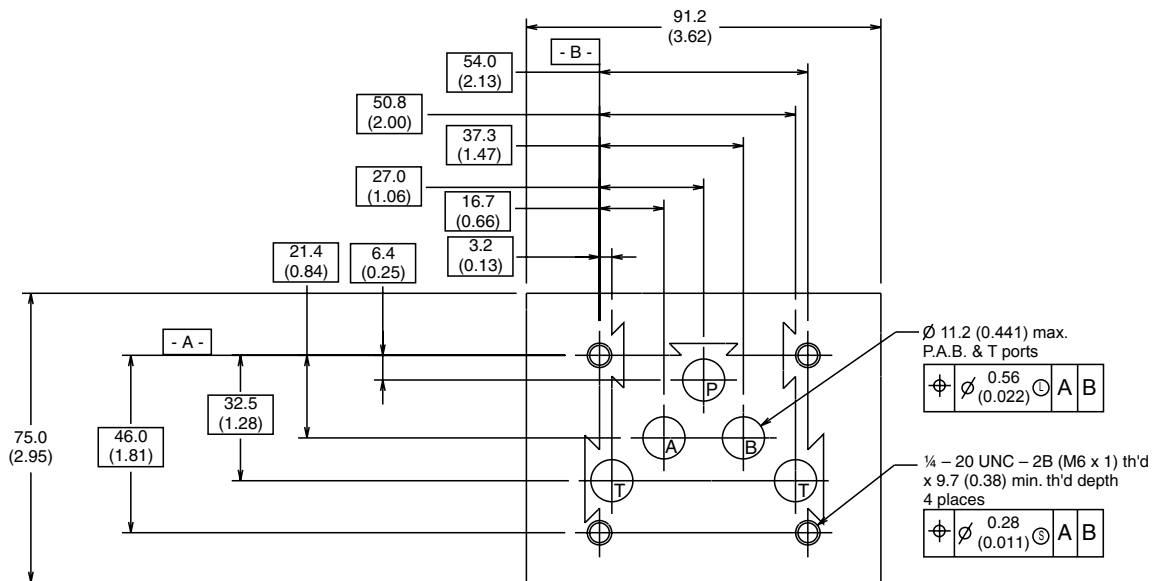 91.2
(3.62)
- B -
54.0
(2.13)
50.8
(2.00)
37.3
(1.47)
27.0
(1.06)
16.7
(0.66)
3.2
(0.13)
21.4
(0.84)
6.4
(0.25)
- A -
Ø 11.2 (0.441) max.
P.A.B. & T ports
⌖ Ø 0.56 (0.022) Ⓛ A B
P
32.5
(1.28)
75.0
(2.95)
46.0
(1.81)
A
B
¼ – 20 UNC – 2B (M6 x 1) th'd
x 9.7 (0.38) min. th'd depth
4 places
T
T
⌖ Ø 0.28 (0.011) Ⓢ A B